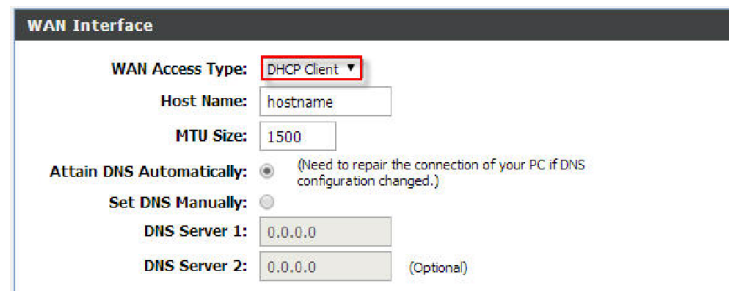 WAN Interface
WAN Access Type: DHCP Client
Host Name: hostname
MTU Size: 1500
Attain DNS Automatically: (Need to repair the connection of your PC if DNS
configuration changed.)
Set DNS Manually:
DNS Server 1: 0.0.0.0
DNS Server 2: 0.0.0.0 (Optional)